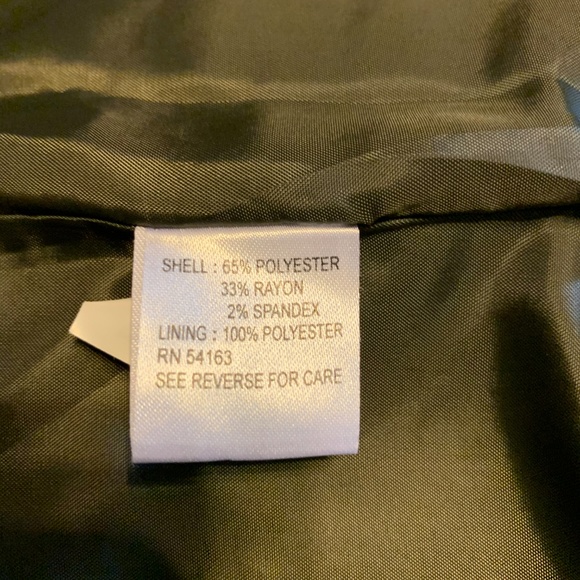 SHELL : 65% POLYESTER
33% RAYON
2% SPANDEX
LINING : 100% POLYESTER
RN 54163
SEE REVERSE FOR CARE